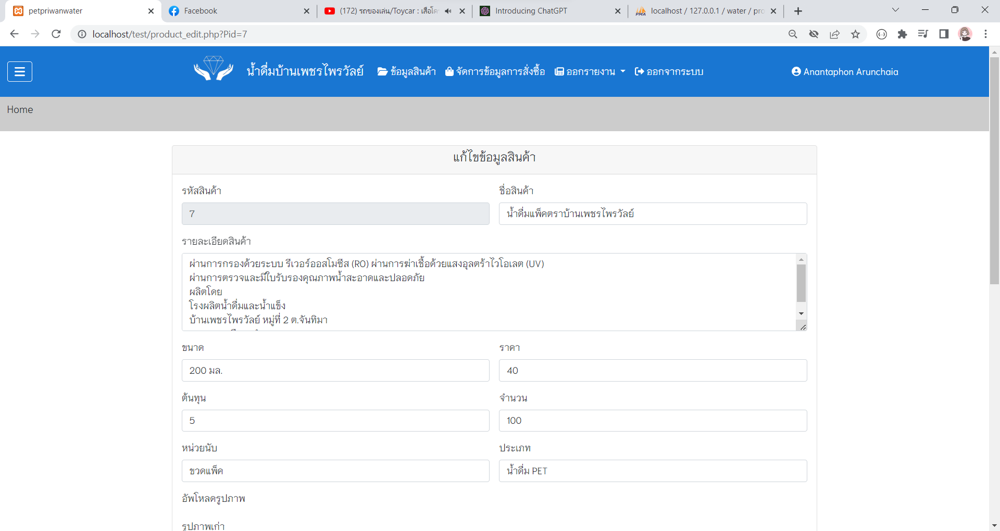 petpriwanwater
Facebook
(172) รถของเล่น/Toycar : เสือโค
Introducing ChatGPT
localhost / 127.0.0.1 / water / pro
localhost/test/product_edit.php?Pid=7
น้ำดื่มบ้านเพชรไพรวัลย์
ข้อมูลสินค้า
จัดการข้อมูลการสั่งซื้อ
ออกรายงาน
ออกจากระบบ
Anantaphon Arunchaia
Home
แก้ไขข้อมูลสินค้า
รหัสสินค้า
ชื่อสินค้า
7
น้ำดื่มแพ็คตราบ้านเพชรไพรวัลย์
รายละเอียดสินค้า
ผ่านการกรองด้วยระบบ รีเวอร์ออสโมซีส (RO) ผ่านการฆ่าเชื้อด้วยแสงอุลตร้าไวโอเลต (UV)
ผ่านการตรวจและมีใบรับรองคุณภาพน้ำสะอาดและปลอดภัย
ผลิตโดย
โรงผลิตน้ำดื่มและน้ำแข็ง
บ้านเพชรไพรวัลย์ หมู่ที่ 2 ต.จันทิมา
ขนาด
ราคา
200 มล.
40
ต้นทุน
จำนวน
5
100
หน่วยนับ
ประเภท
ขวดแพ็ค
น้ำดื่ม PET
อัพโหลดรูปภาพ
รูปภาพเก่า